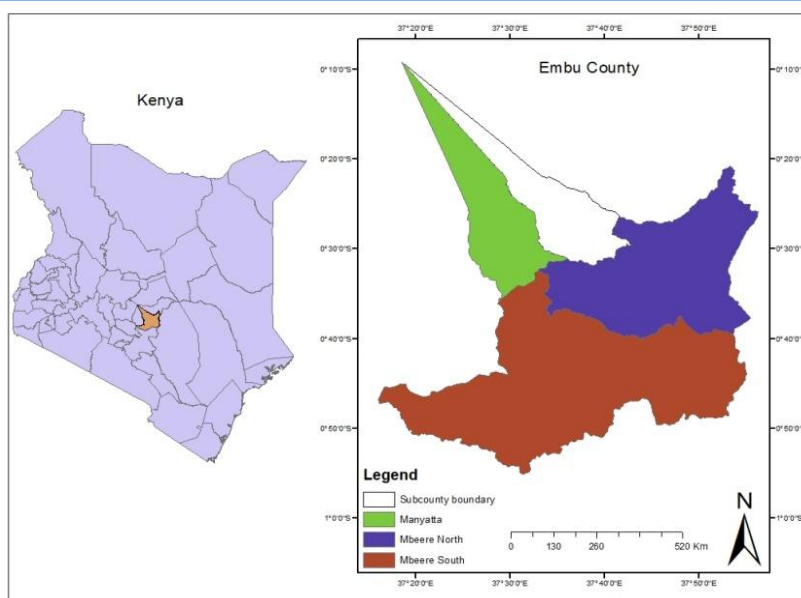 Kenya
Embu County
37°20'0"E 37°30'0"E 37°40'0"E 37°50'0"E
0°10'0"S 0°10'0"S
0°20'0"S 0°20'0"S
0°30'0"S 0°30'0"S
0°40'0"S 0°40'0"S
0°50'0"S 0°50'0"S
1°0'0"S 1°0'0"S
Legend
Subcounty boundary
Manyatta
Mbeere North
Mbeere South
0 130 260 520 Km
N
37°20'0"E 37°30'0"E 37°40'0"E 37°50'0"E